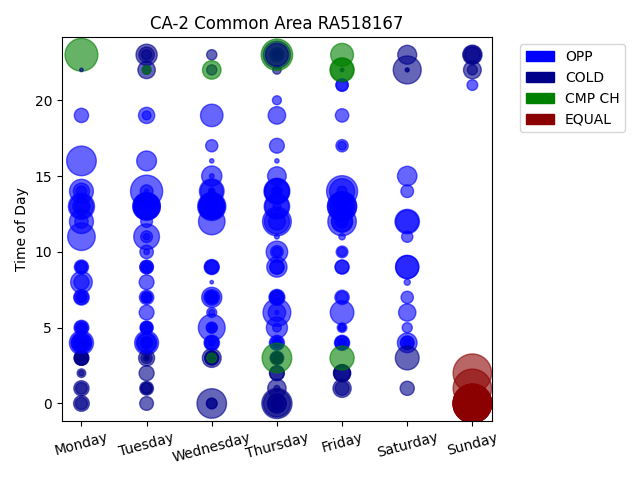 CA-2 Common Area RA518167
OPP
COLD
CMP CH
EQUAL
Time of Day
20
15
10
5
0
Monday Tuesday Wednesday Thursday Friday Saturday Sunday